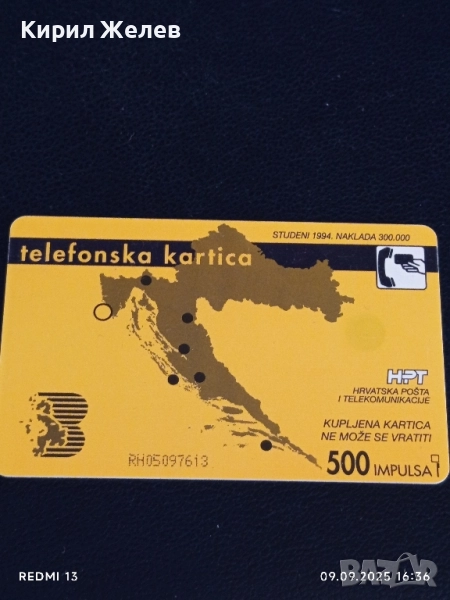 Кирил Желев
STUDENI 1994. NAKLADA 300.000
telefonska kartica
HPT
HRVATSKA POŠTA
I TELEKOMUNIKACIJE
KUPLJENA KARTICA
NE MOŽE SE VRATITI
500 IMPULSA
RH05097613
BAZAR
REDMI 13
09.09.2025 16:36